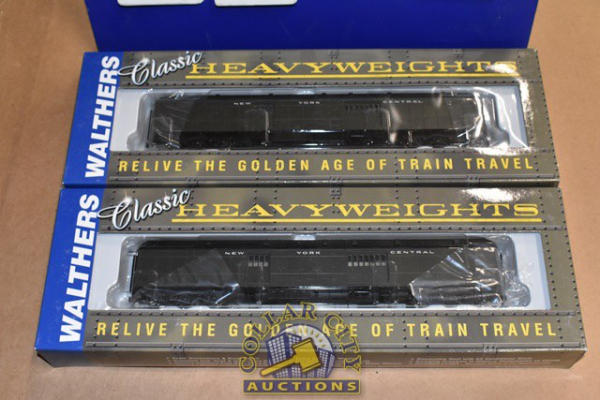 WALTHERS
Classic
HEAVYWEIGHTS
NEW YORK CENTRAL
RELIVE THE GOLDEN AGE OF TRAIN TRAVEL
WALTHERS
Classic
HEAVYWEIGHTS
NEW YORK CENTRAL
RELIVE THE GOLDEN AGE OF TRAIN TRAVEL
COLLAR CITY
AUCTIONS